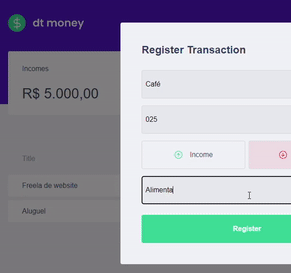 dt money
Incomes
R$ 5.000,00
Title
Freela de website
Aluguel
Register Transaction
Café
025
Income
Alimenta
Register